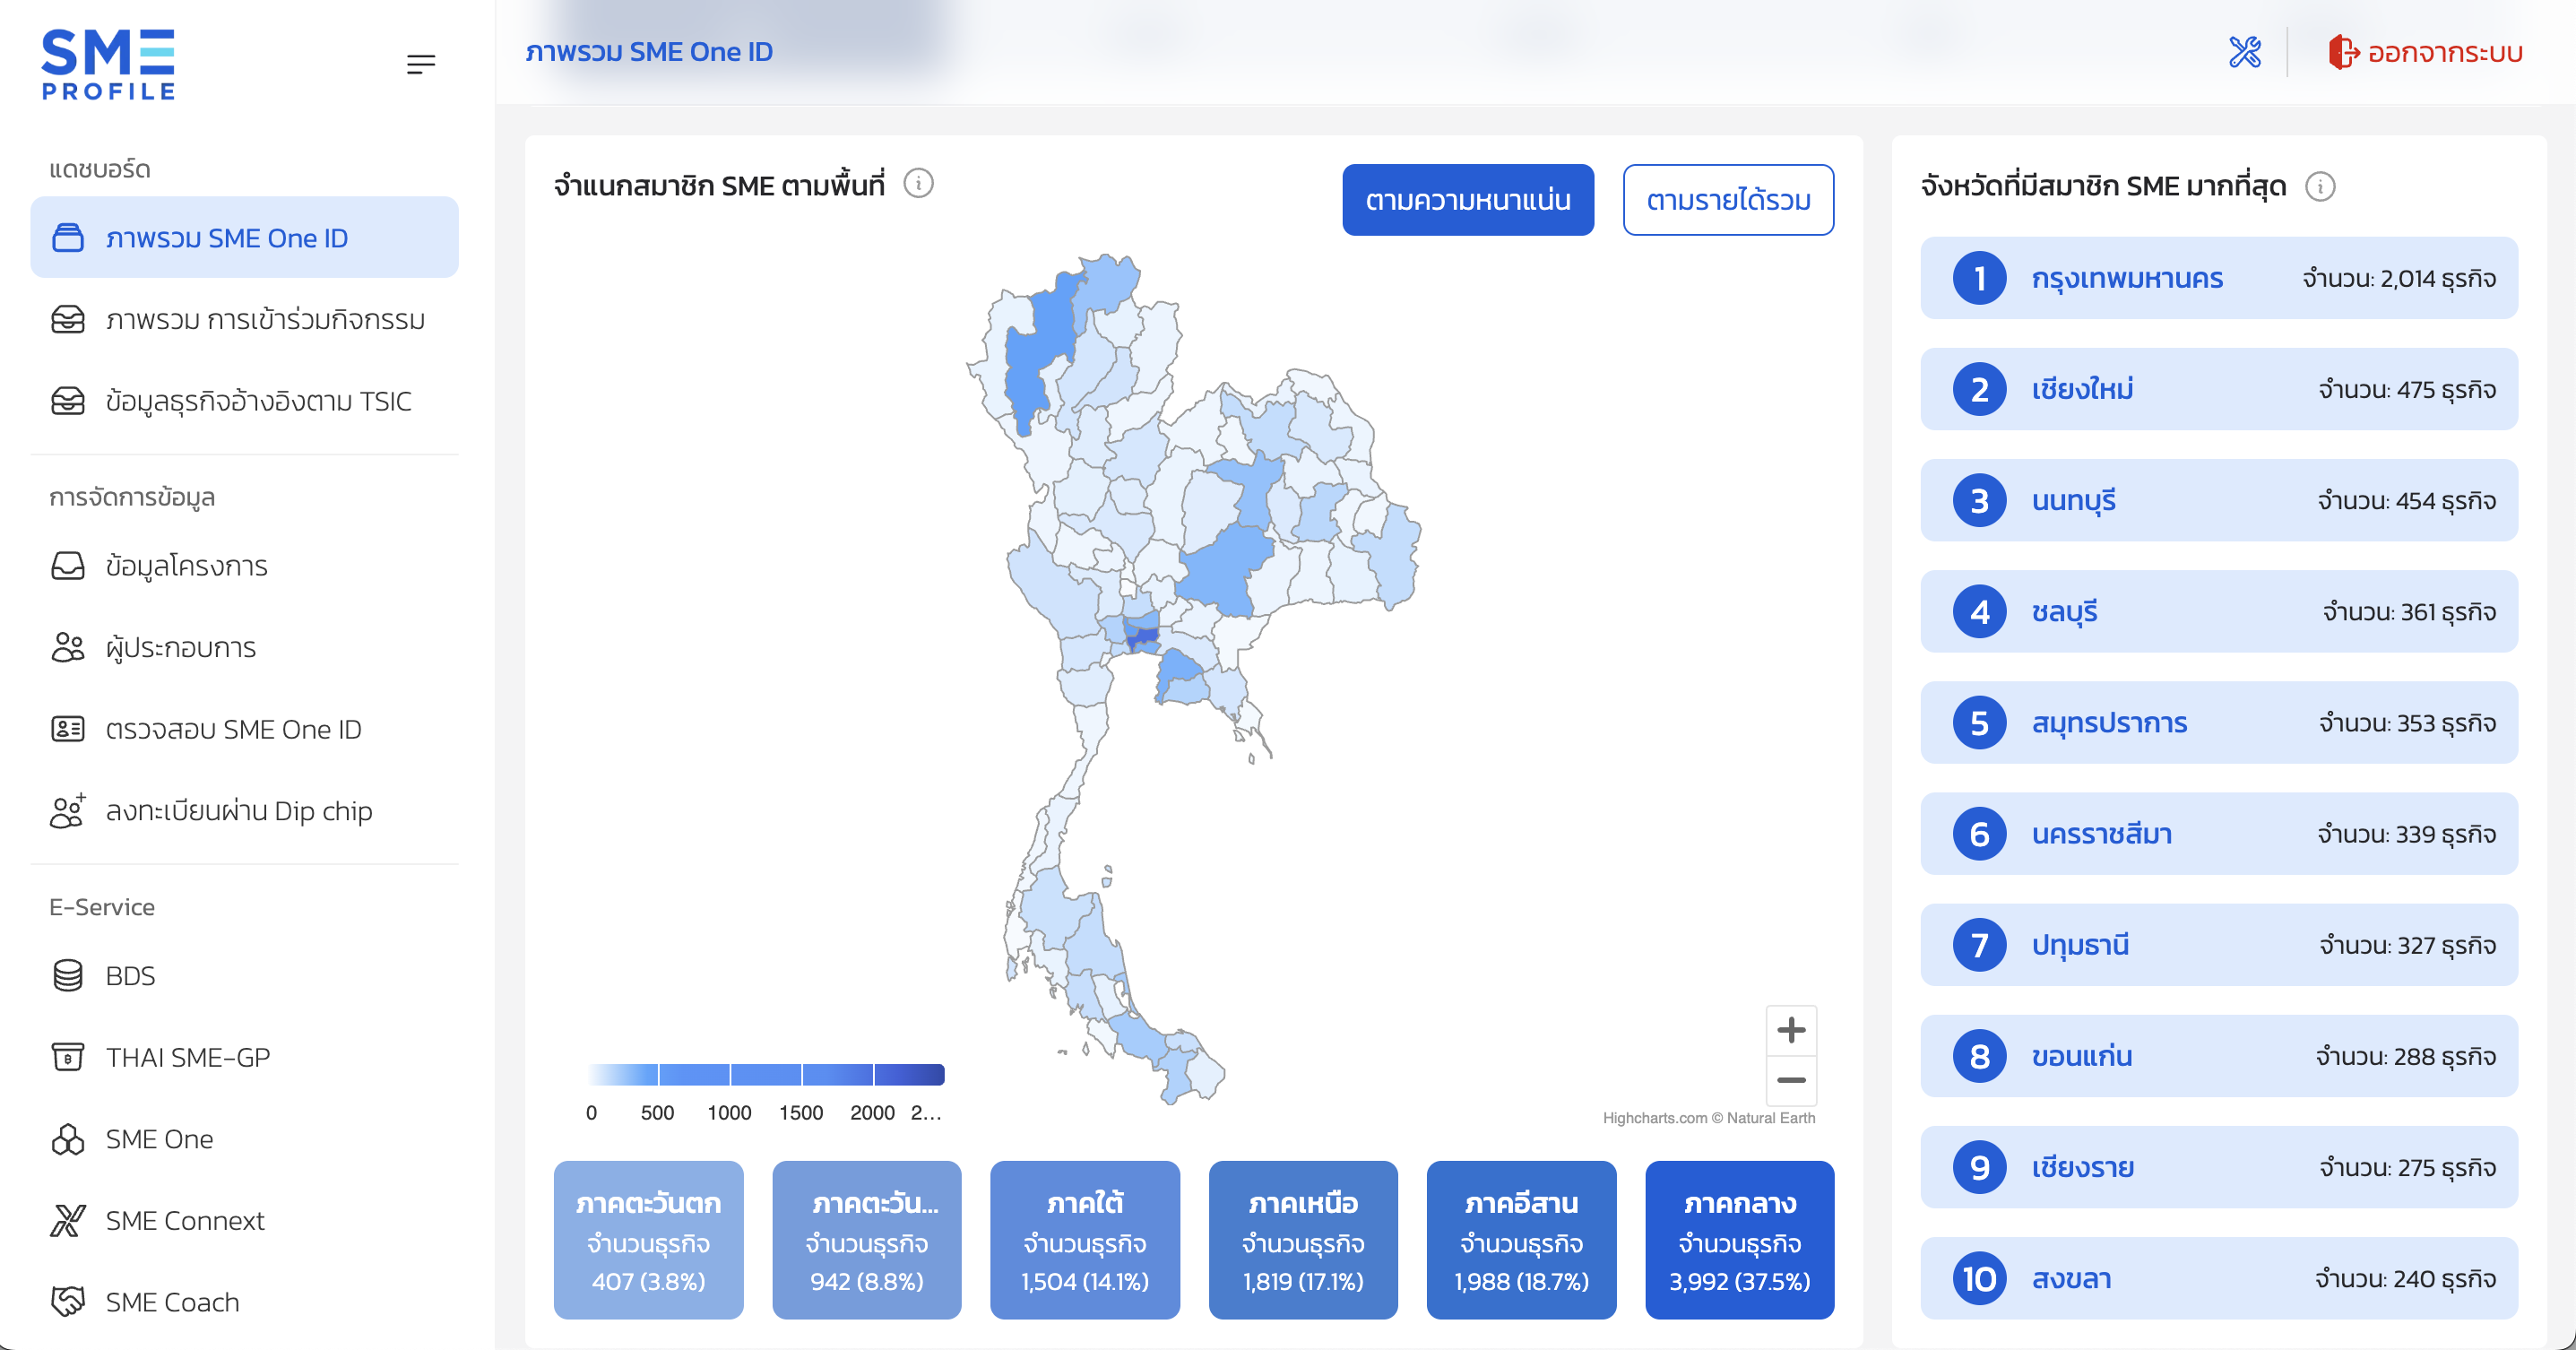 SME
PROFILE
แดชบอร์ด
ภาพรวม SME One ID
ภาพรวม การเข้าร่วมกิจกรรม
ข้อมูลธุรกิจอ้างอิงตาม TSIC
การจัดการข้อมูล
ข้อมูลโครงการ
ผู้ประกอบการ
ตรวจสอบ SME One ID
ลงทะเบียนผ่าน Dip chip
E-Service
BDS
THAI SME-GP
SME One
SME Connext
SME Coach
ภาพรวม SME One ID
ออกจากระบบ
จำแนกสมาชิก SME ตามพื้นที่
ตามความหนาแน่น
ตามรายได้รวม
0 500 1000 1500 2000 2...
Highcharts.com © Natural Earth
ภาคตะวันตก
จำนวนธุรกิจ
407 (3.8%)
ภาคตะวัน...
จำนวนธุรกิจ
942 (8.8%)
ภาคใต้
จำนวนธุรกิจ
1,504 (14.1%)
ภาคเหนือ
จำนวนธุรกิจ
1,819 (17.1%)
ภาคอีสาน
จำนวนธุรกิจ
1,988 (18.7%)
ภาคกลาง
จำนวนธุรกิจ
3,992 (37.5%)
จังหวัดที่มีสมาชิก SME มากที่สุด
1 กรุงเทพมหานคร จำนวน: 2,014 ธุรกิจ
2 เชียงใหม่ จำนวน: 475 ธุรกิจ
3 นนทบุรี จำนวน: 454 ธุรกิจ
4 ชลบุรี จำนวน: 361 ธุรกิจ
5 สมุทรปราการ จำนวน: 353 ธุรกิจ
6 นครราชสีมา จำนวน: 339 ธุรกิจ
7 ปทุมธานี จำนวน: 327 ธุรกิจ
8 ขอนแก่น จำนวน: 288 ธุรกิจ
9 เชียงราย จำนวน: 275 ธุรกิจ
10 สงขลา จำนวน: 240 ธุรกิจ